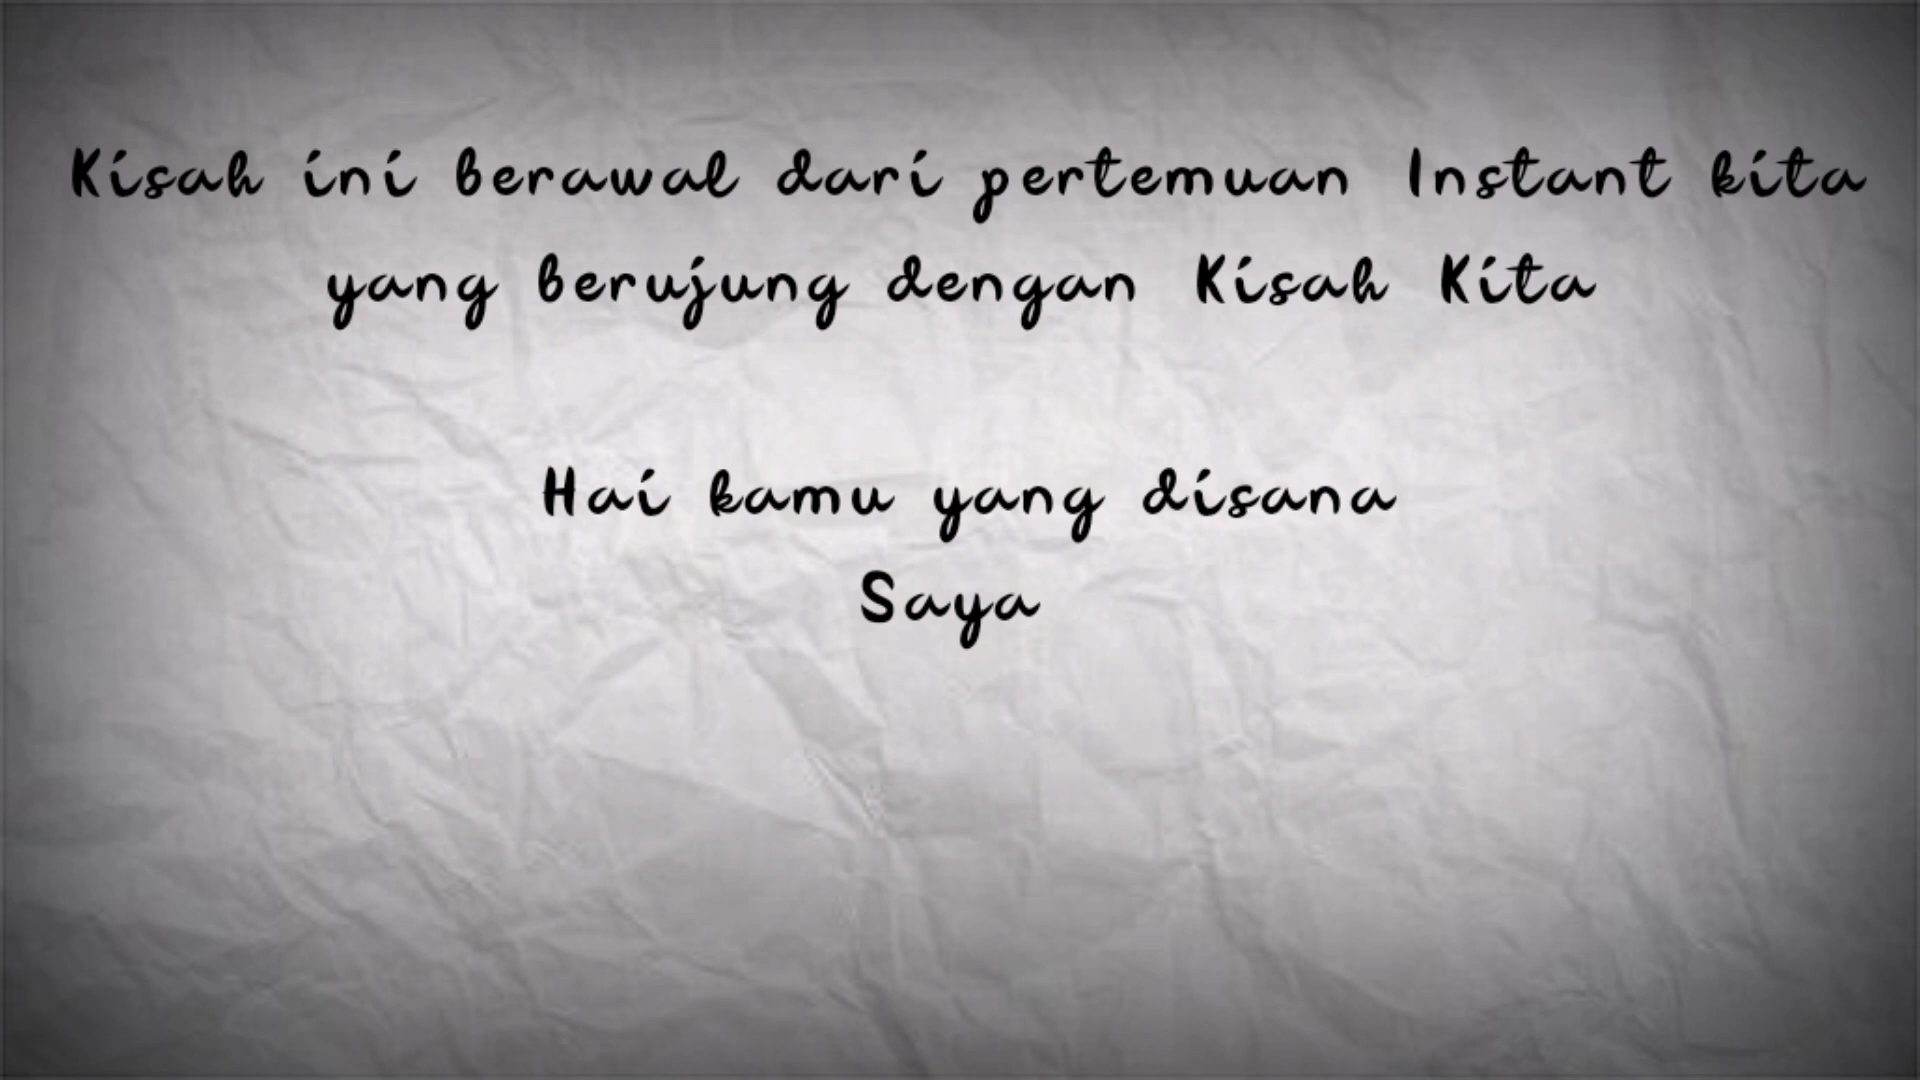 Kisah ini berawal dari pertemuan Instant kita
yang berujung dengan Kisah Kita
Hai kamu yang disana
Saya